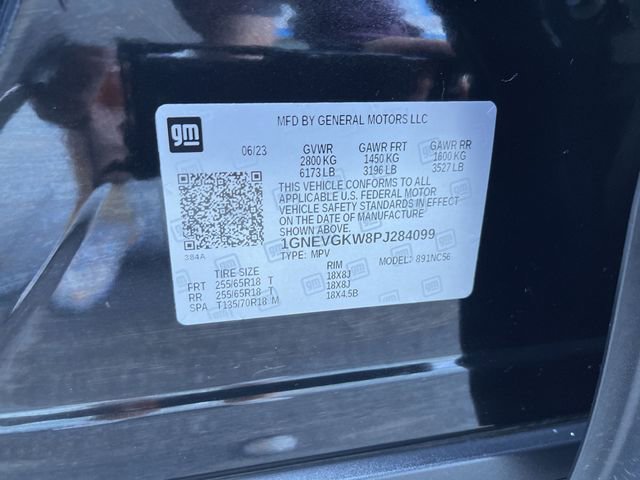 gm
MFD BY GENERAL MOTORS LLC
06/23 GVWR GAWR FRT GAWR RR
2800 KG 1450 KG 1600 KG
6173 LB 3196 LB 3527 LB
THIS VEHICLE CONFORMS TO ALL
APPLICABLE U.S. FEDERAL MOTOR
VEHICLE SAFETY STANDARDS IN EFFECT
ON THE DATE OF MANUFACTURE
SHOWN ABOVE.
1GNEVGKW8PJ284099
384A TYPE: MPV MODEL: 891NC56
TIRE SIZE RIM
FRT 255/65R18 T 18X8J
RR 255/65R18 T 18X8J
SPA T135/70R18 M 18X4.5B